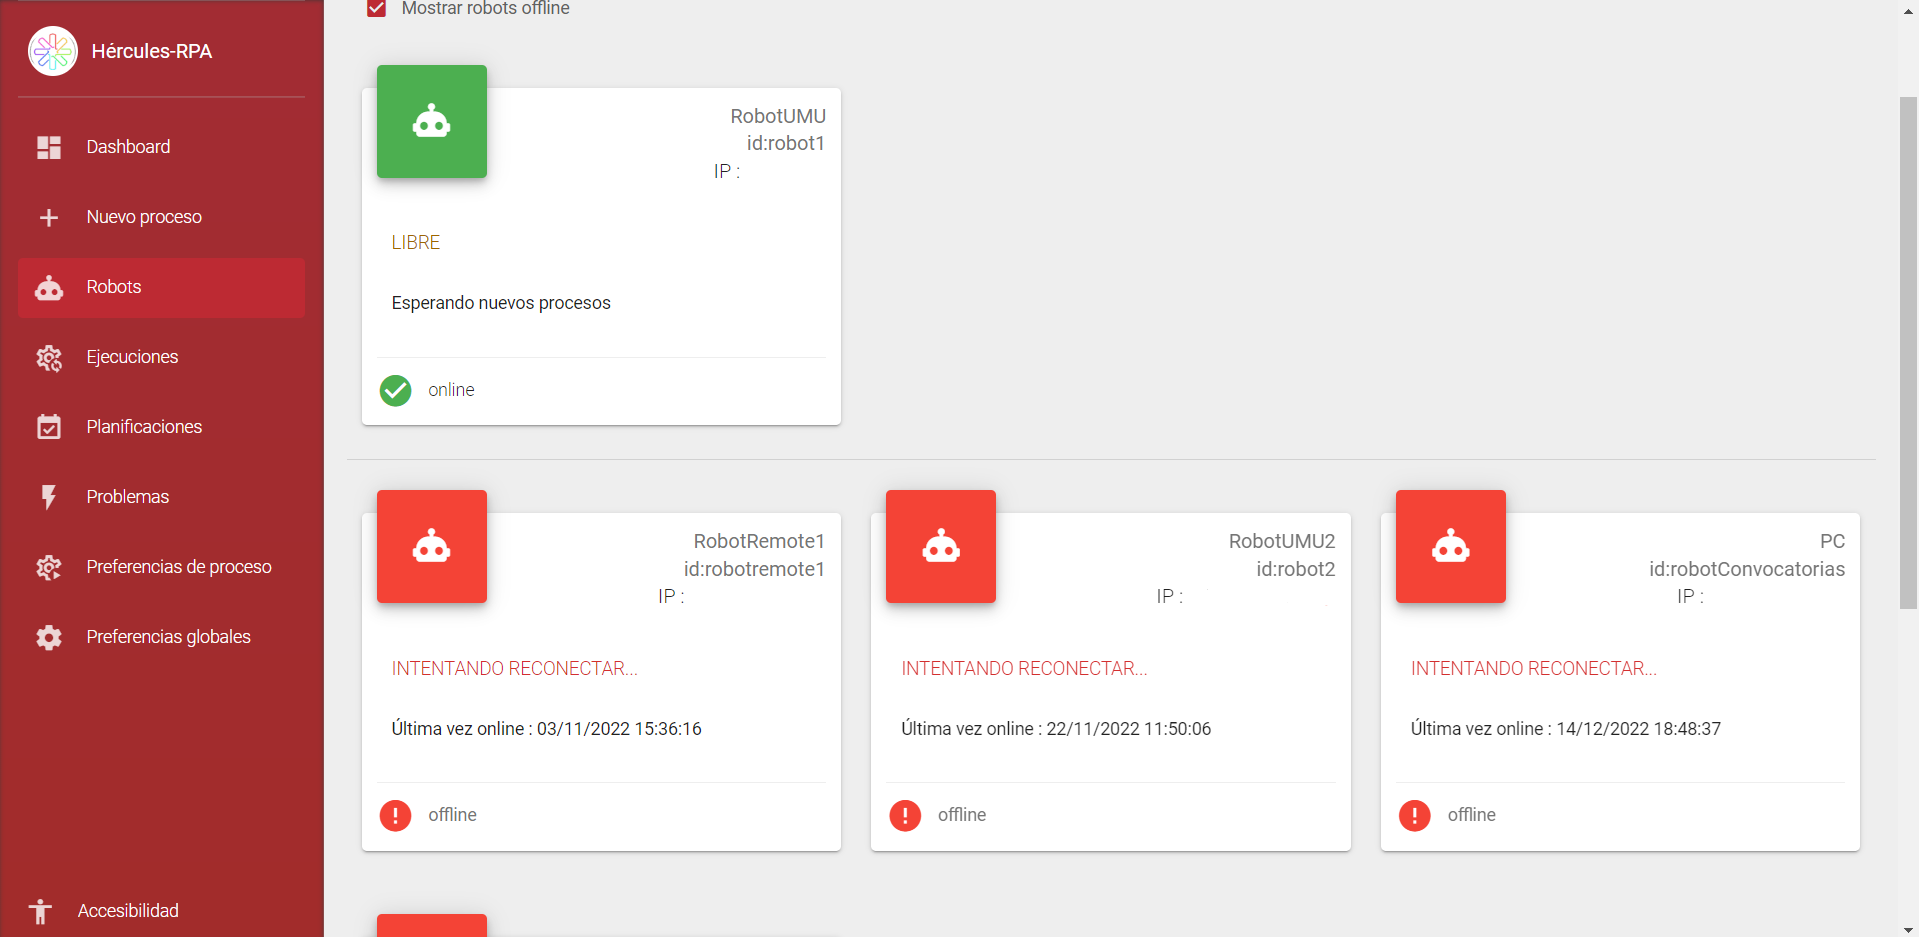 Hércules-RPA
Dashboard
Nuevo proceso
Robots
Ejecuciones
Planificaciones
Problemas
Preferencias de proceso
Preferencias globales
Accesibilidad
Mostrar robots offline
RobotUMU
id:robot1
IP :
LIBRE
Esperando nuevos procesos
online
RobotRemote1
id:robotremote1
IP :
INTENTANDO RECONECTAR...
Última vez online : 03/11/2022 15:36:16
offline
RobotUMU2
id:robot2
IP :
INTENTANDO RECONECTAR...
Última vez online : 22/11/2022 11:50:06
offline
PC
id:robotConvocatorias
IP :
INTENTANDO RECONECTAR...
Última vez online : 14/12/2022 18:48:37
offline